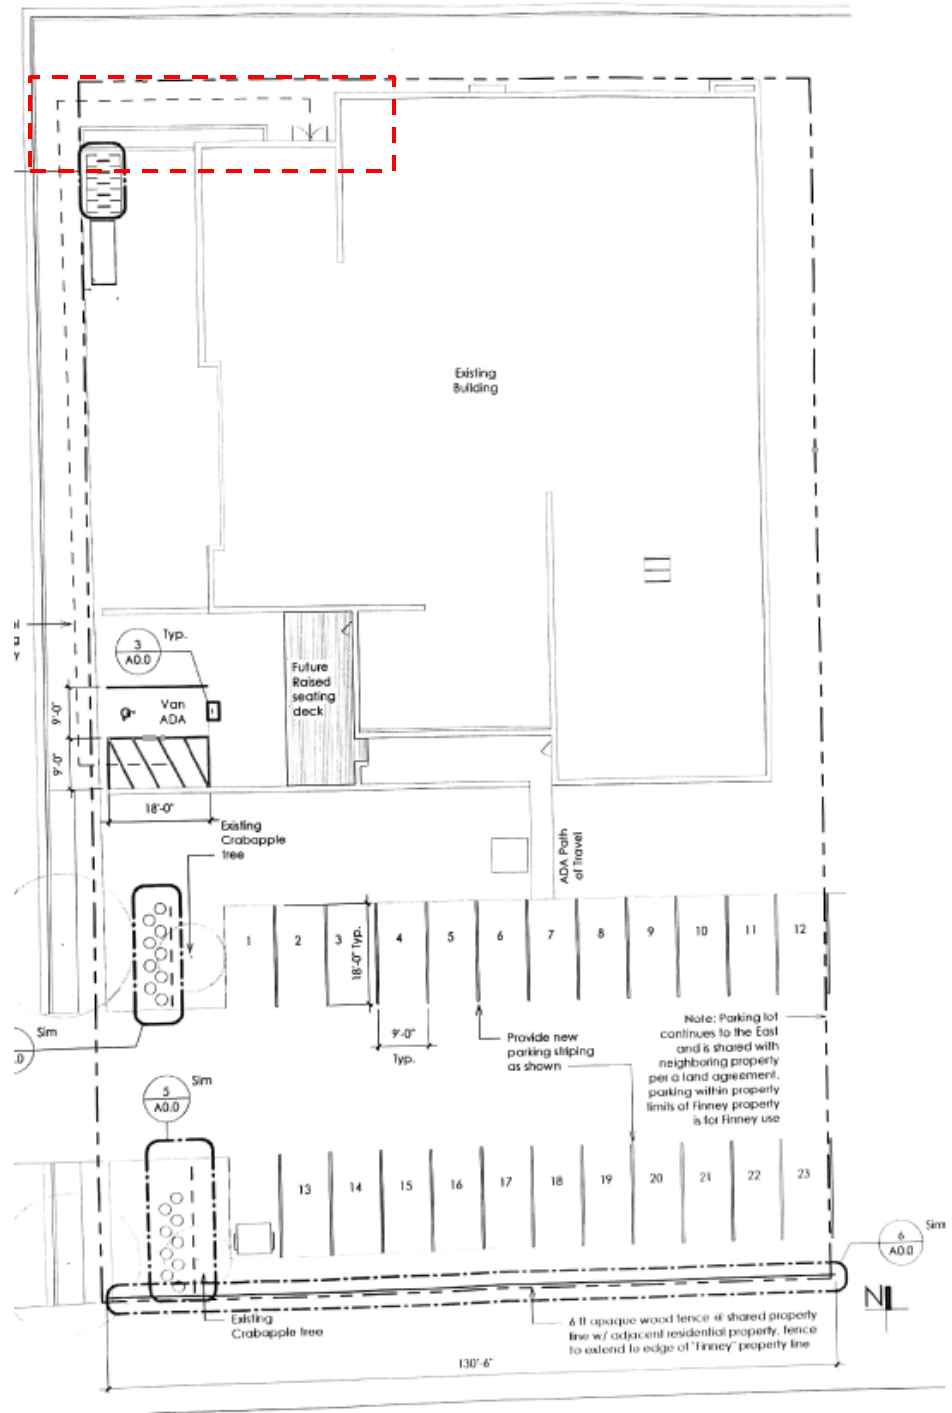 Existing
Building
3
A0.0
Typ.
9'-0"
Van
ADA
Future
Raised
seating
deck
9'-0"
18'-0"
Existing
Crabapple
tree
ADA Path
of Travel
1
2
3
18'-0" Typ.
4
5
6
7
8
9
10
11
12
Sim
9'-0"
Typ.
Provide new
parking striping
as shown
Note: Parking lot
continues to the East
and is shared with
neighboring property
per a land agreement,
parking within property
limits of Finney property
is for Finney use
5
A0.0
Sim
13
14
15
16
17
18
19
20
21
22
23
6
A0.0
Sim
N
Existing
Crabapple tree
6 ft opaque wood fence @ shared property
line w/ adjacent residential property, fence
to extend to edge of "Finney" property line
130'-6"